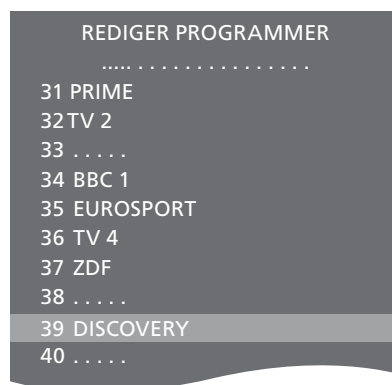 REDIGER PROGRAMMER
..... . . . . . . . . . . . . . . .
31 PRIME
32 TV 2
33 . . . . .
34 BBC 1
35 EUROSPORT
36 TV 4
37 ZDF
38 . . . . .
39 DISCOVERY
40 . . . . .